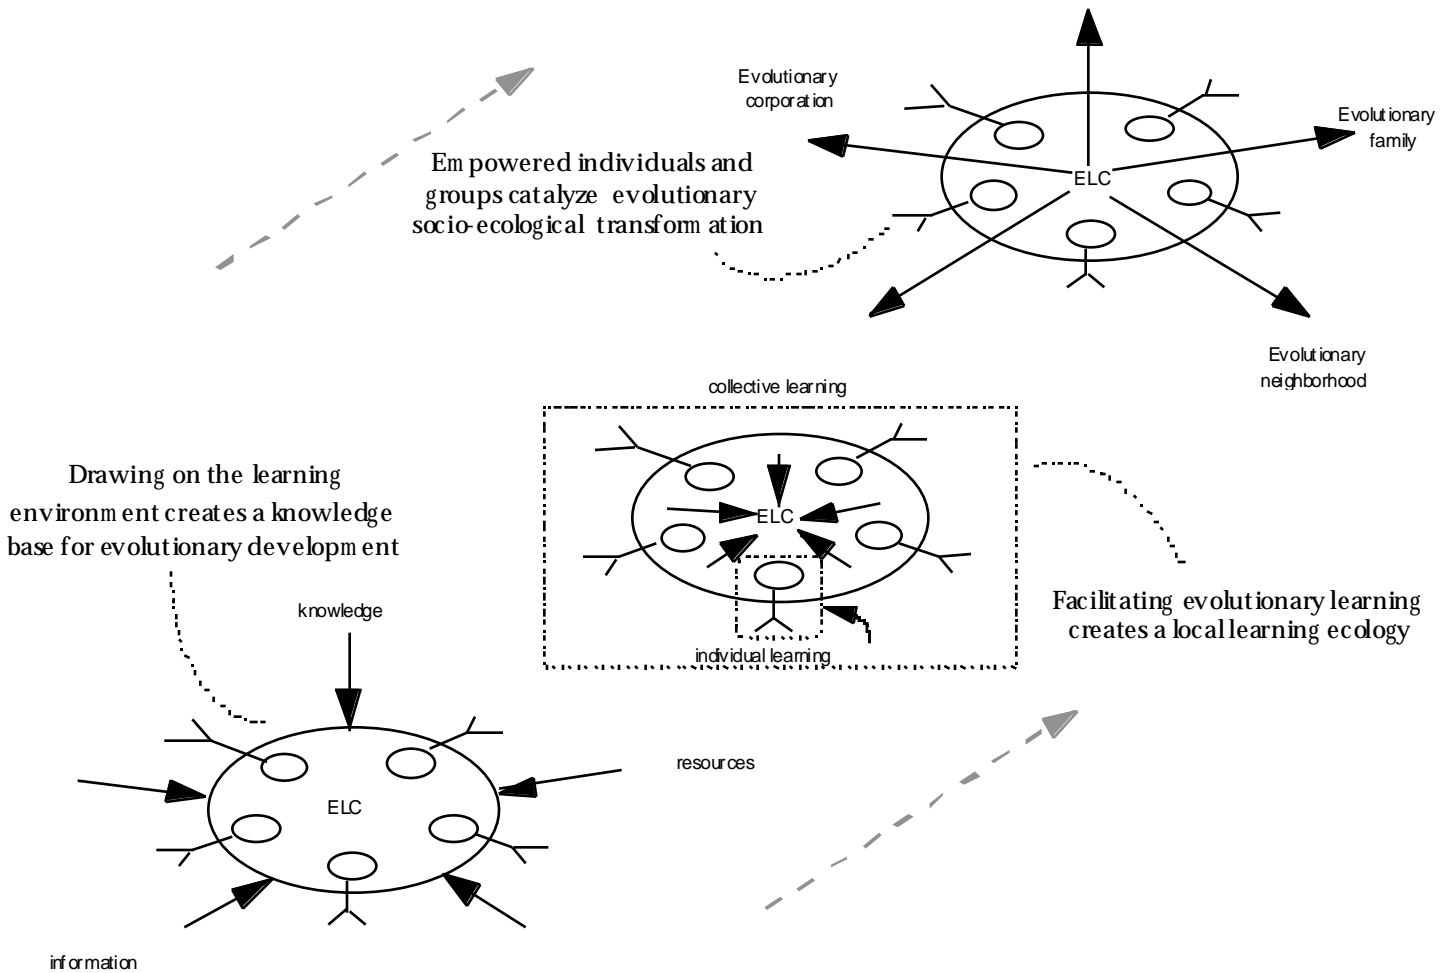 Evolutionary
corporation
Evolutionary
family
Empowered individuals and
groups catalyze evolutionary
socio-ecological transformation
ELC
Evolutionary
neighborhood
collective learning
ELC
individual learning
Drawing on the learning
environment creates a knowledge
base for evolutionary development
Facilitating evolutionary learning
creates a local learning ecology
knowledge
resources
ELC
information